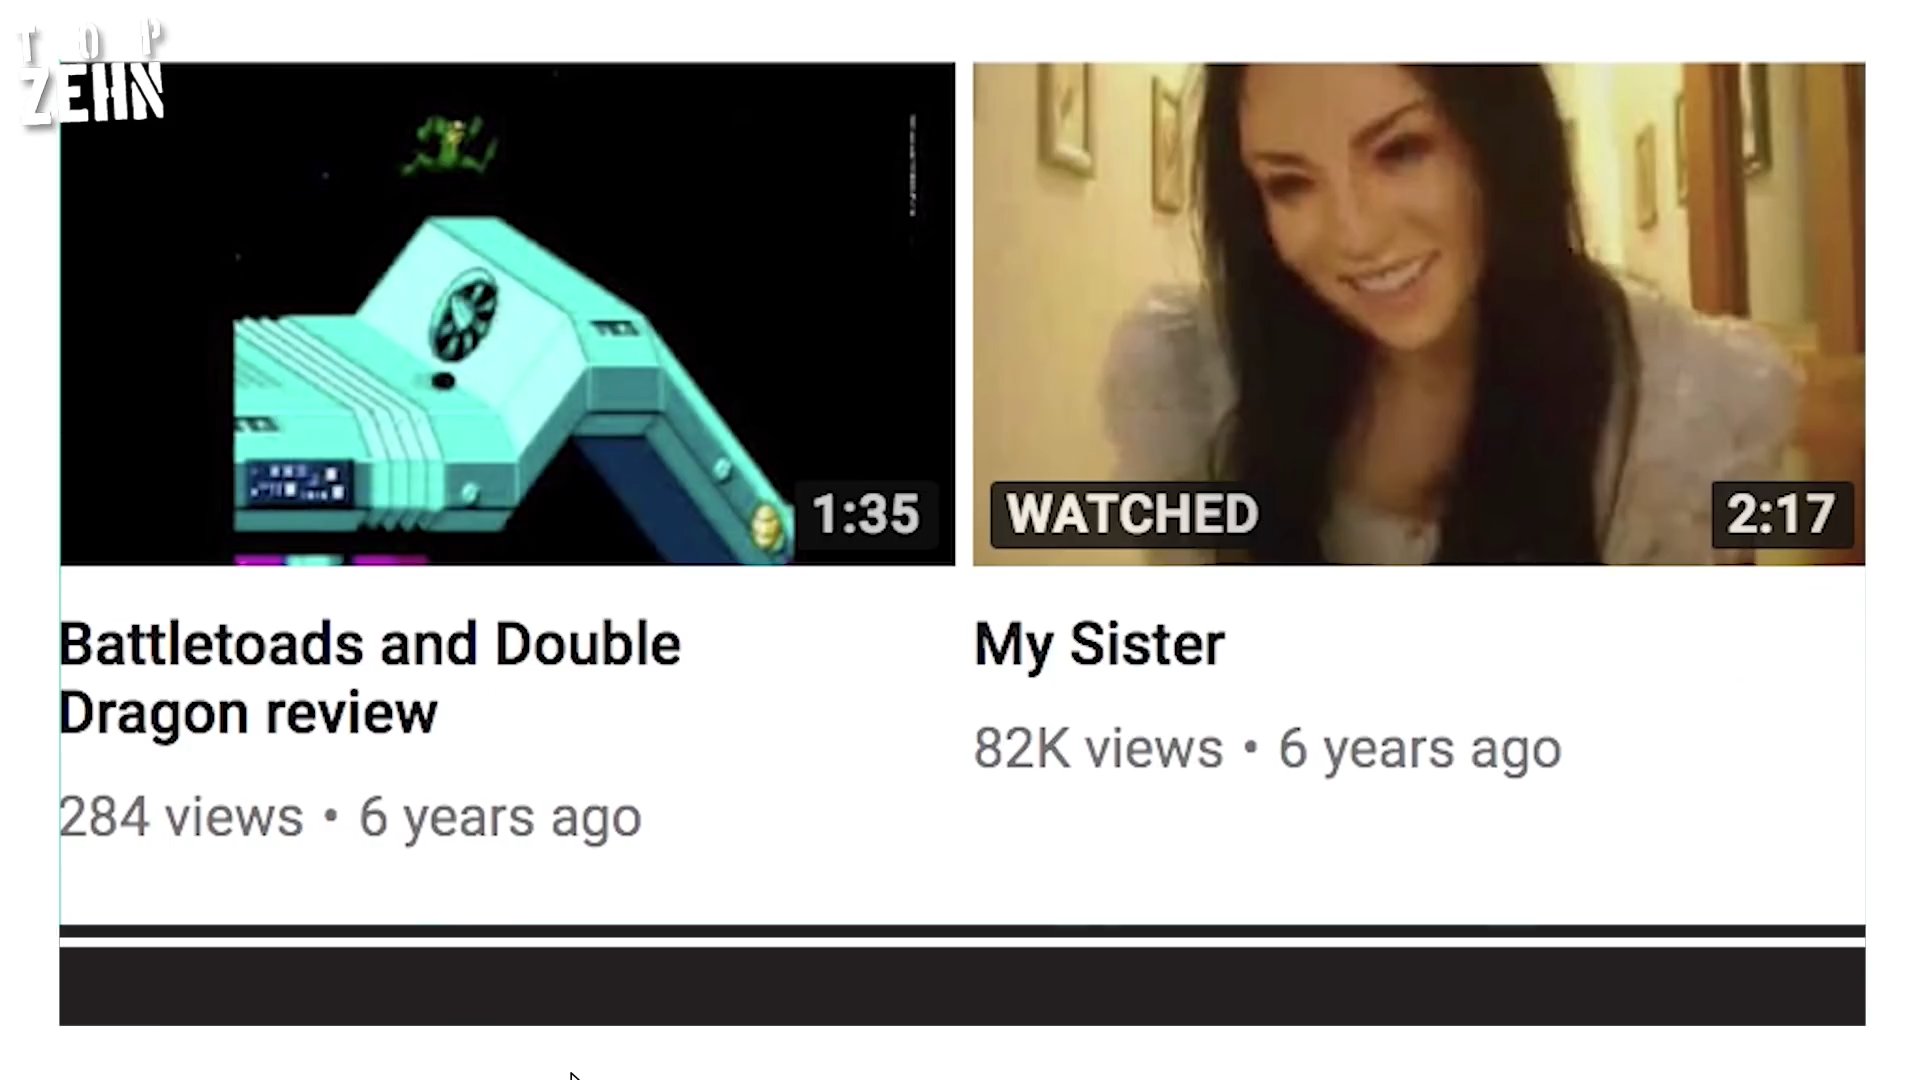 TOP
ZEHN
1:35
WATCHED
2:17
Battletoads and Double
Dragon review
284 views • 6 years ago
My Sister
82K views • 6 years ago